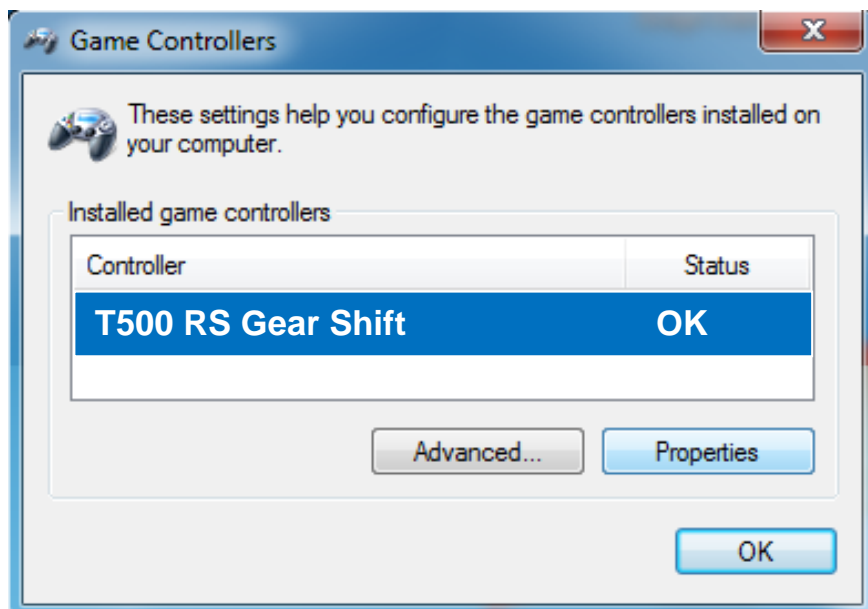 Game Controllers
These settings help you configure the game controllers installed on
your computer.
Installed game controllers
Controller Status
T500 RS Gear Shift OK
Advanced... Properties
OK